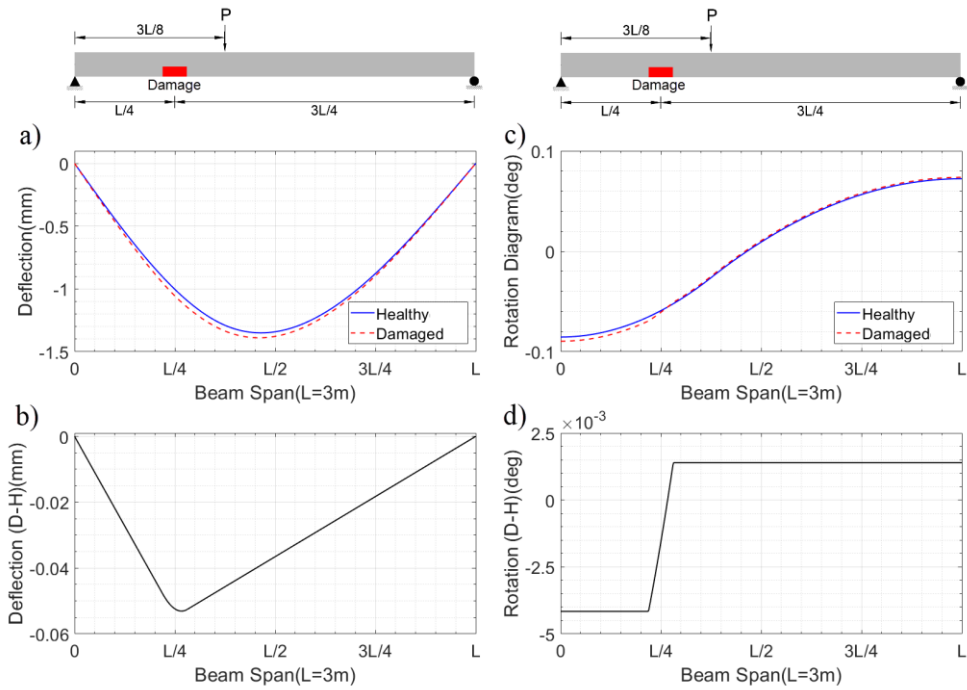 P
3L/8
Damage
L/4
3L/4
P
3L/8
Damage
L/4
3L/4
a)
0
-0.5
-1
-1.5
Deflection(mm)
Healthy
Damaged
0
L/4
L/2
3L/4
L
Beam Span(L=3m)
b)
0
-0.02
-0.04
-0.06
Deflection (D-H)(mm)
0
L/4
L/2
3L/4
L
Beam Span(L=3m)
c)
0.1
0
-0.1
Rotation Diagram(deg)
Healthy
Damaged
0
L/4
L/2
3L/4
L
Beam Span(L=3m)
d)
×10⁻³
2.5
0
-2.5
-5
Rotation (D-H)(deg)
0
L/4
L/2
3L/4
L
Beam Span(L=3m)